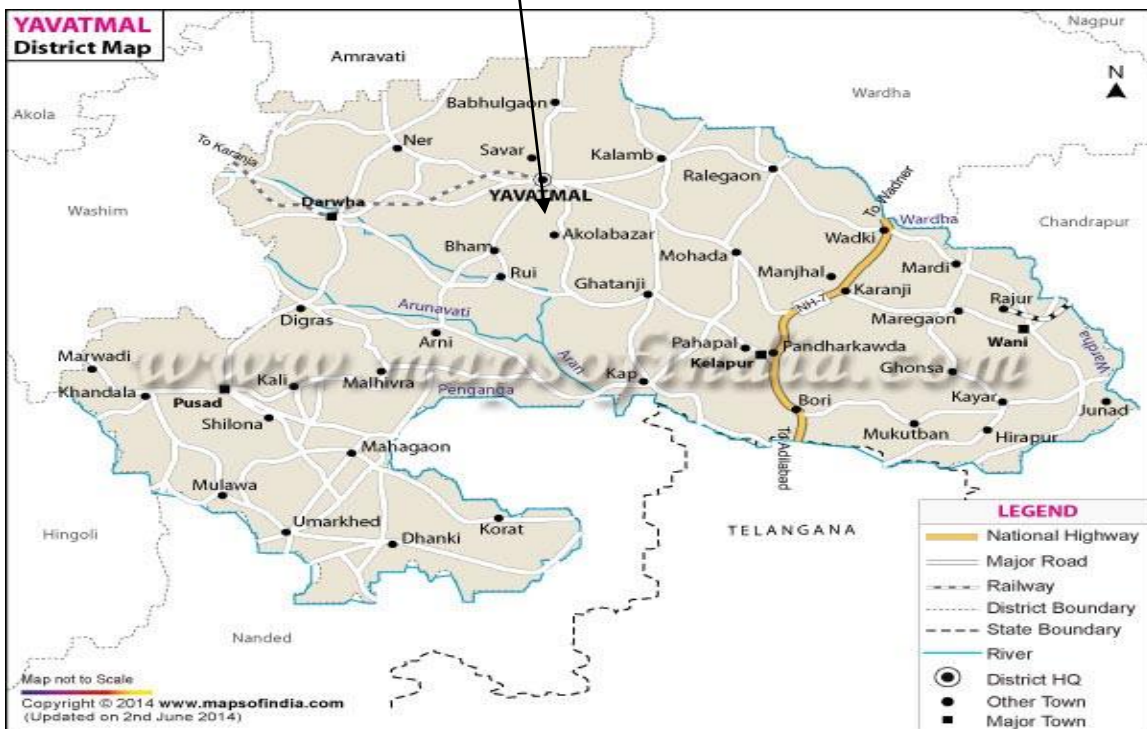 YAVATMAL
District Map
Nagpur
Amravati
N
Wardha
Akola
Babhulgaon
To Karanja
Ner
Savar
Kalamb
Ralegaon
YAVATMAL
To Wadner
Washim
Darwha
Wardha
Chandrapur
Akolabazar
Wadki
Bham
Mohada
Mardi
Rui
Manjhal
Ghatanji
Karanji
Rajur
Arunavati
NH-7
Digras
Maregaon
Arni
Wani
Wardha
Marwadi
Pahapal
Pandharkawda
www.mapsofindia.com
Kelapur
Aran
Khandala
Kali
Malhivra
Penganga
Kap
Ghonsa
Pusad
Kayar
Junad
Shilona
Bori
Mukutban
Hirapur
Mahagaon
To Adilabad
Mulawa
Korat
Umarkhed
Dhanki
Hingoli
TELANGANA
Nanded
LEGEND
National Highway
Major Road
Railway
District Boundary
State Boundary
River
District HQ
Other Town
Major Town
Map not to Scale
Copyright © 2014 www.mapsofindia.com
(Updated on 2nd June 2014)